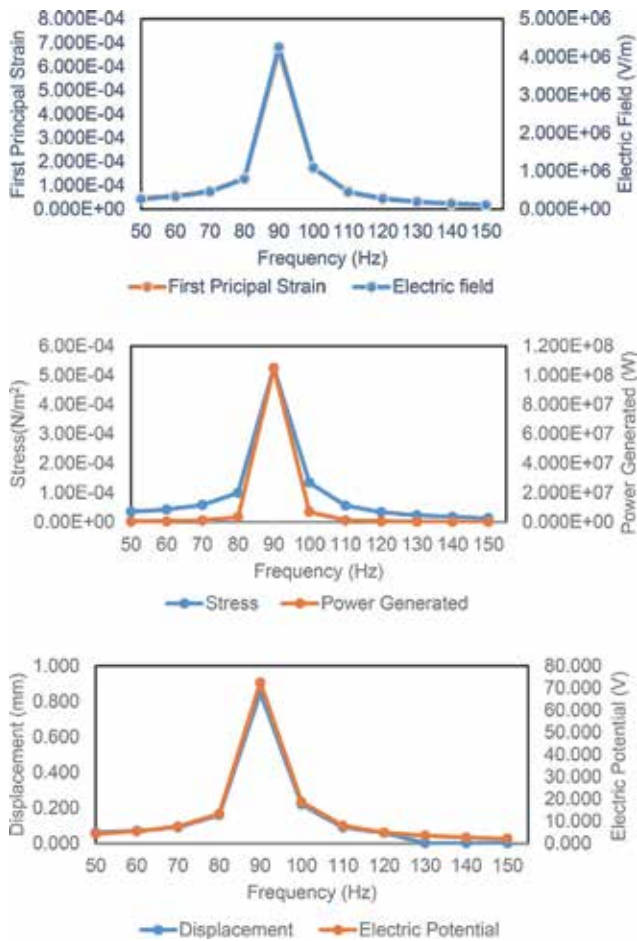 8.000E-04
7.000E-04
6.000E-04
5.000E-04
4.000E-04
3.000E-04
2.000E-04
1.000E-04
0.000E+00
First Principal Strain
5.000E+06
4.000E+06
3.000E+06
2.000E+06
1.000E+06
0.000E+00
Electric Field (V/m)
50 60 70 80 90 100 110 120 130 140 150
Frequency (Hz)
First Pricipal Strain Electric field
6.00E-04
5.00E-04
4.00E-04
3.00E-04
2.00E-04
1.00E-04
0.00E+00
Stress(N/m²)
1.200E+08
1.000E+08
8.000E+07
6.000E+07
4.000E+07
2.000E+07
0.000E+00
Power Generated (W)
50 60 70 80 90 100 110 120 130 140 150
Frequency (Hz)
Stress Power Generated
1.000
0.800
0.600
0.400
0.200
0.000
Displacement (mm)
80.000
70.000
60.000
50.000
40.000
30.000
20.000
10.000
0.000
Electric Potential (V)
50 60 70 80 90 100 110 120 130 140 150
Frequency (Hz)
Displacement Electric Potential